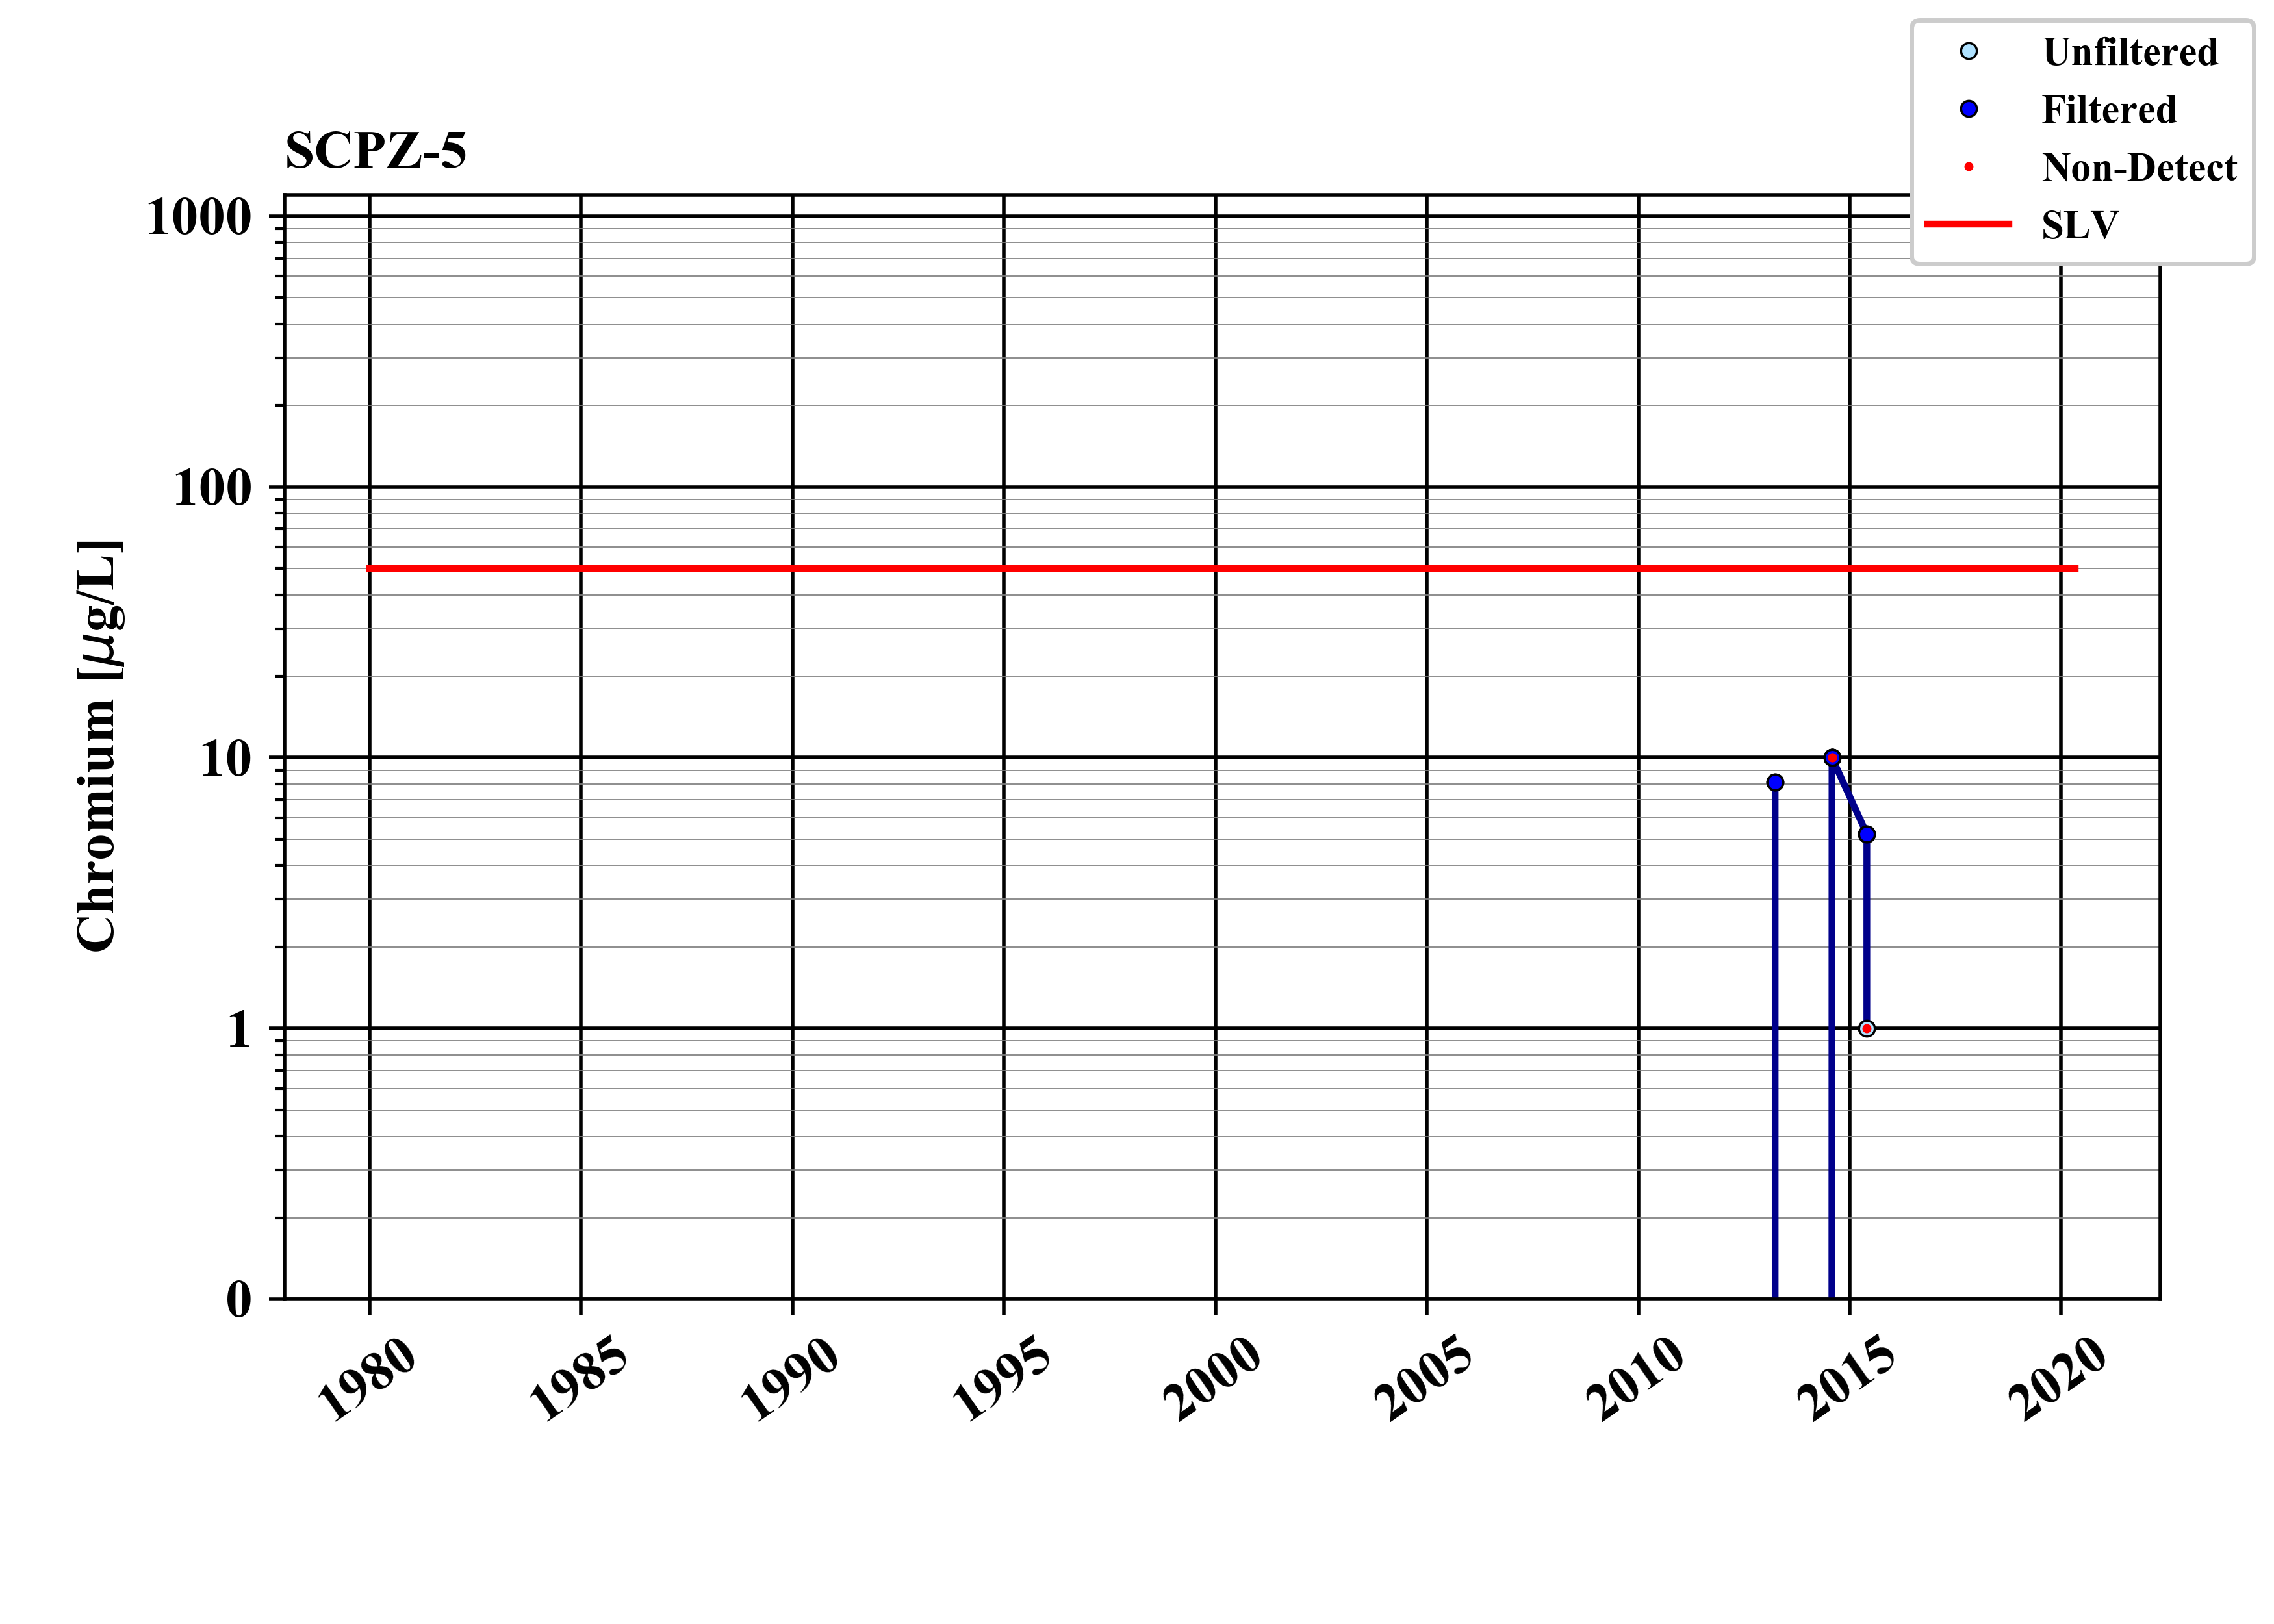 Unfiltered
Filtered
Non-Detect
SLV
SCPZ-5
Chromium [μg/L]
1000
100
10
1
0
1980 1985 1990 1995 2000 2005 2010 2015 2020